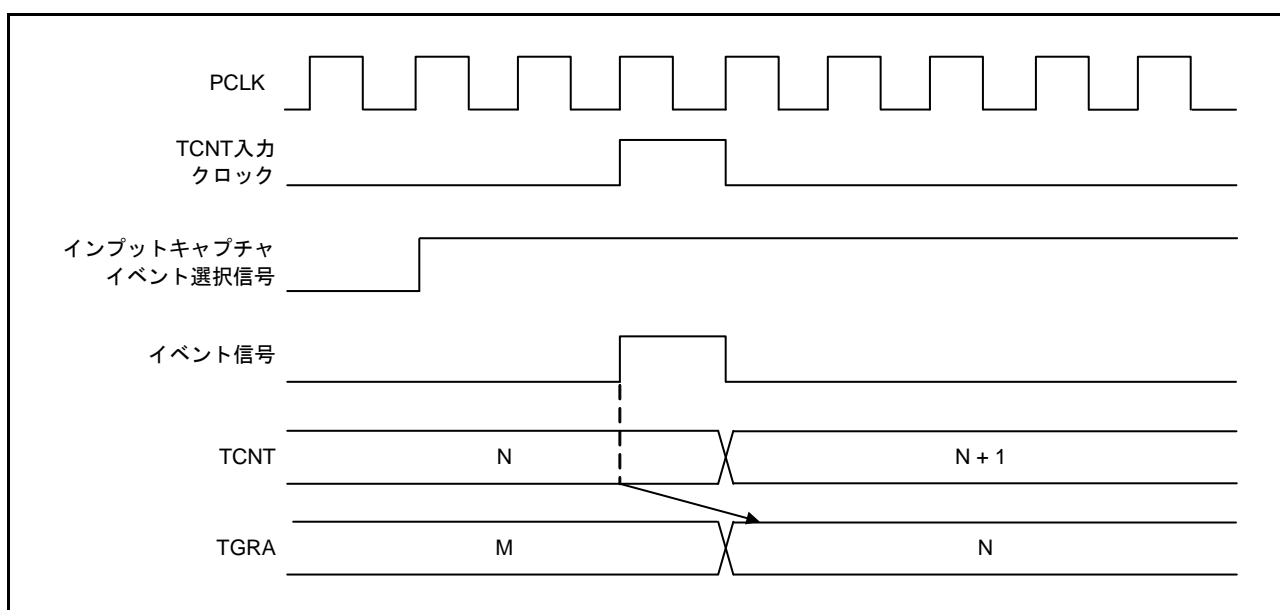 PCLK
TCNT入力
クロック
インプットキャプチャ
イベント選択信号
イベント信号
TCNT
N
N + 1
TGRA
M
N